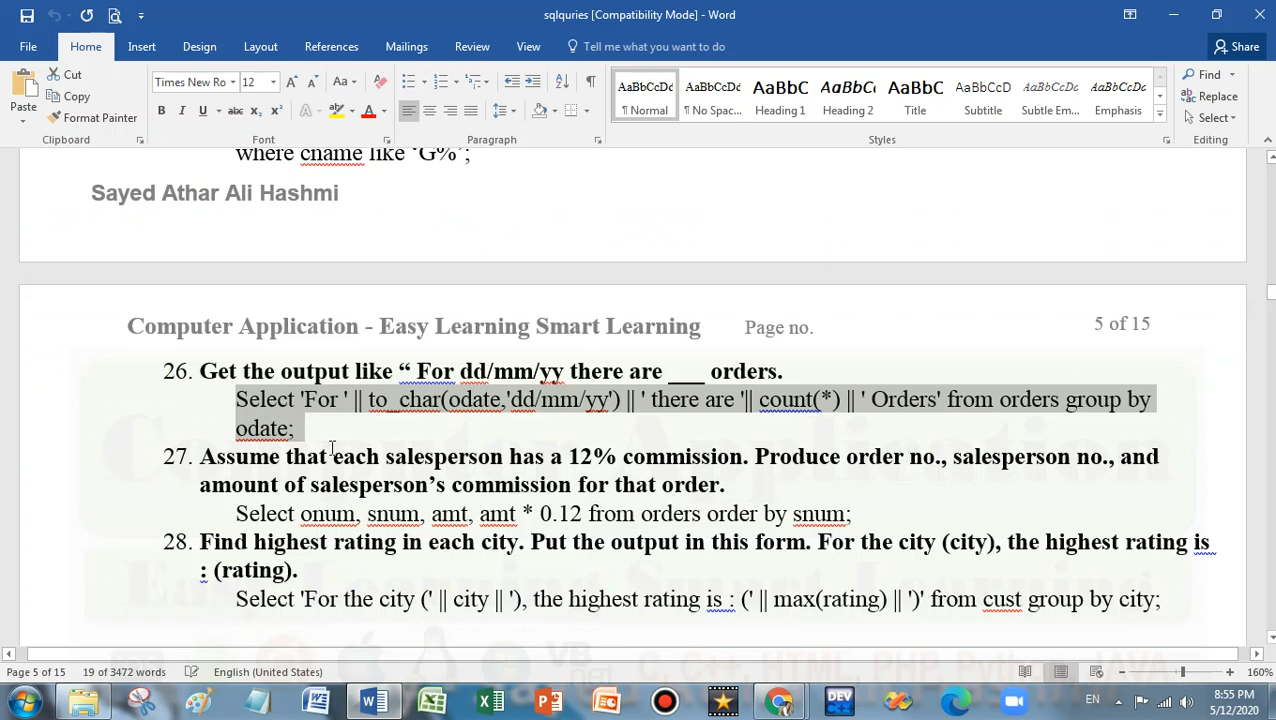 sqlquries [Compatibility Mode] - Word
File Home Insert Design Layout References Mailings Review View Tell me what you want to do Share
Paste Cut Copy Format Painter
Times New Ro 12
AaBbCcDc AaBbCcDc AaBbC AaBbCc AaBbC AaBbCcD AaBbCcDc AaBbCcDc
¶ Normal ¶ No Spac... Heading 1 Heading 2 Title Subtitle Subtle Em... Emphasis
Find Replace Select
Clipboard Font Paragraph Styles Editing
where cname like ‘G%’;
Sayed Athar Ali Hashmi
Computer Application - Easy Learning Smart Learning Page no. 5 of 15
26. Get the output like “ For dd/mm/yy there are ___ orders.
Select 'For ' || to_char(odate,'dd/mm/yy') || ' there are '|| count(*) || ' Orders' from orders group by
odate;
27. Assume that each salesperson has a 12% commission. Produce order no., salesperson no., and
amount of salesperson’s commission for that order.
Select onum, snum, amt, amt * 0.12 from orders order by snum;
28. Find highest rating in each city. Put the output in this form. For the city (city), the highest rating is
: (rating).
Select 'For the city (' || city || '), the highest rating is : (' || max(rating) || ')' from cust group by city;
Page 5 of 15 19 of 3472 words English (United States) 160%
EN 8:55 PM
5/12/2020